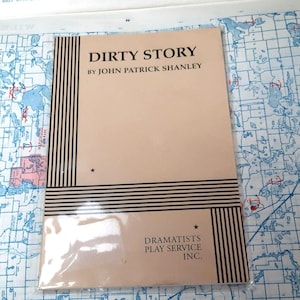 DIRTY STORY
BY JOHN PATRICK SHANLEY
DRAMATISTS
PLAY SERVICE
INC.